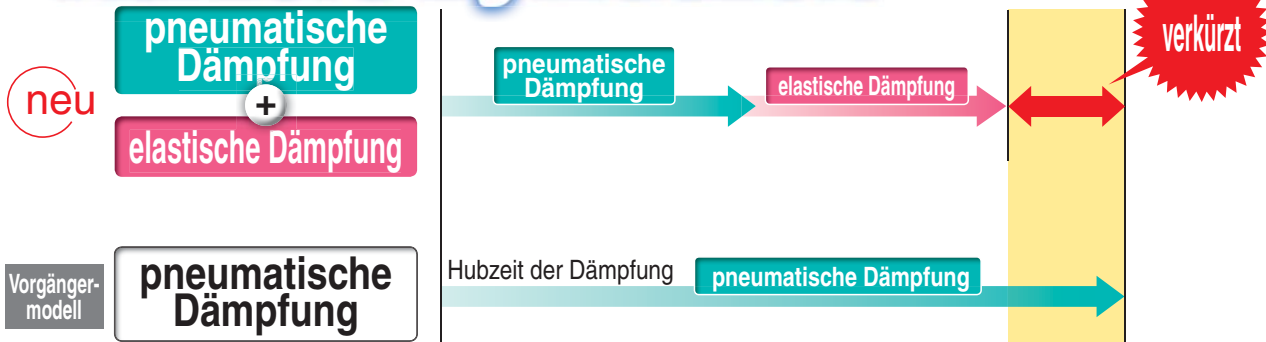 neu
pneumatische
Dämpfung
+
elastische Dämpfung
pneumatische
Dämpfung
elastische Dämpfung
verkürzt
Vorgänger-
modell
pneumatische
Dämpfung
Hubzeit der Dämpfung
pneumatische Dämpfung